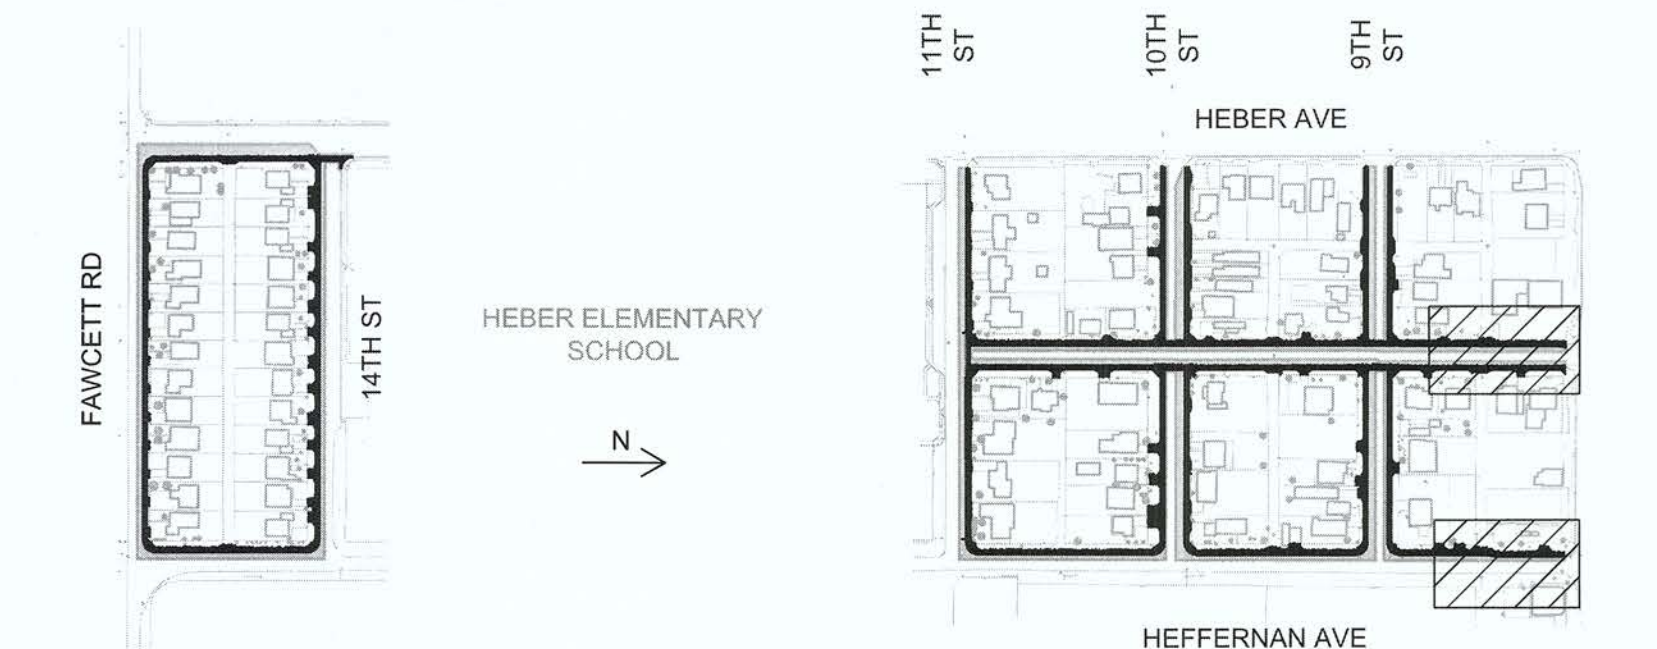 11TH
ST
10TH
ST
9TH
ST
HEBER AVE
FAWCETT RD
14TH ST
HEBER ELEMENTARY
SCHOOL
N
HEFFERNAN AVE